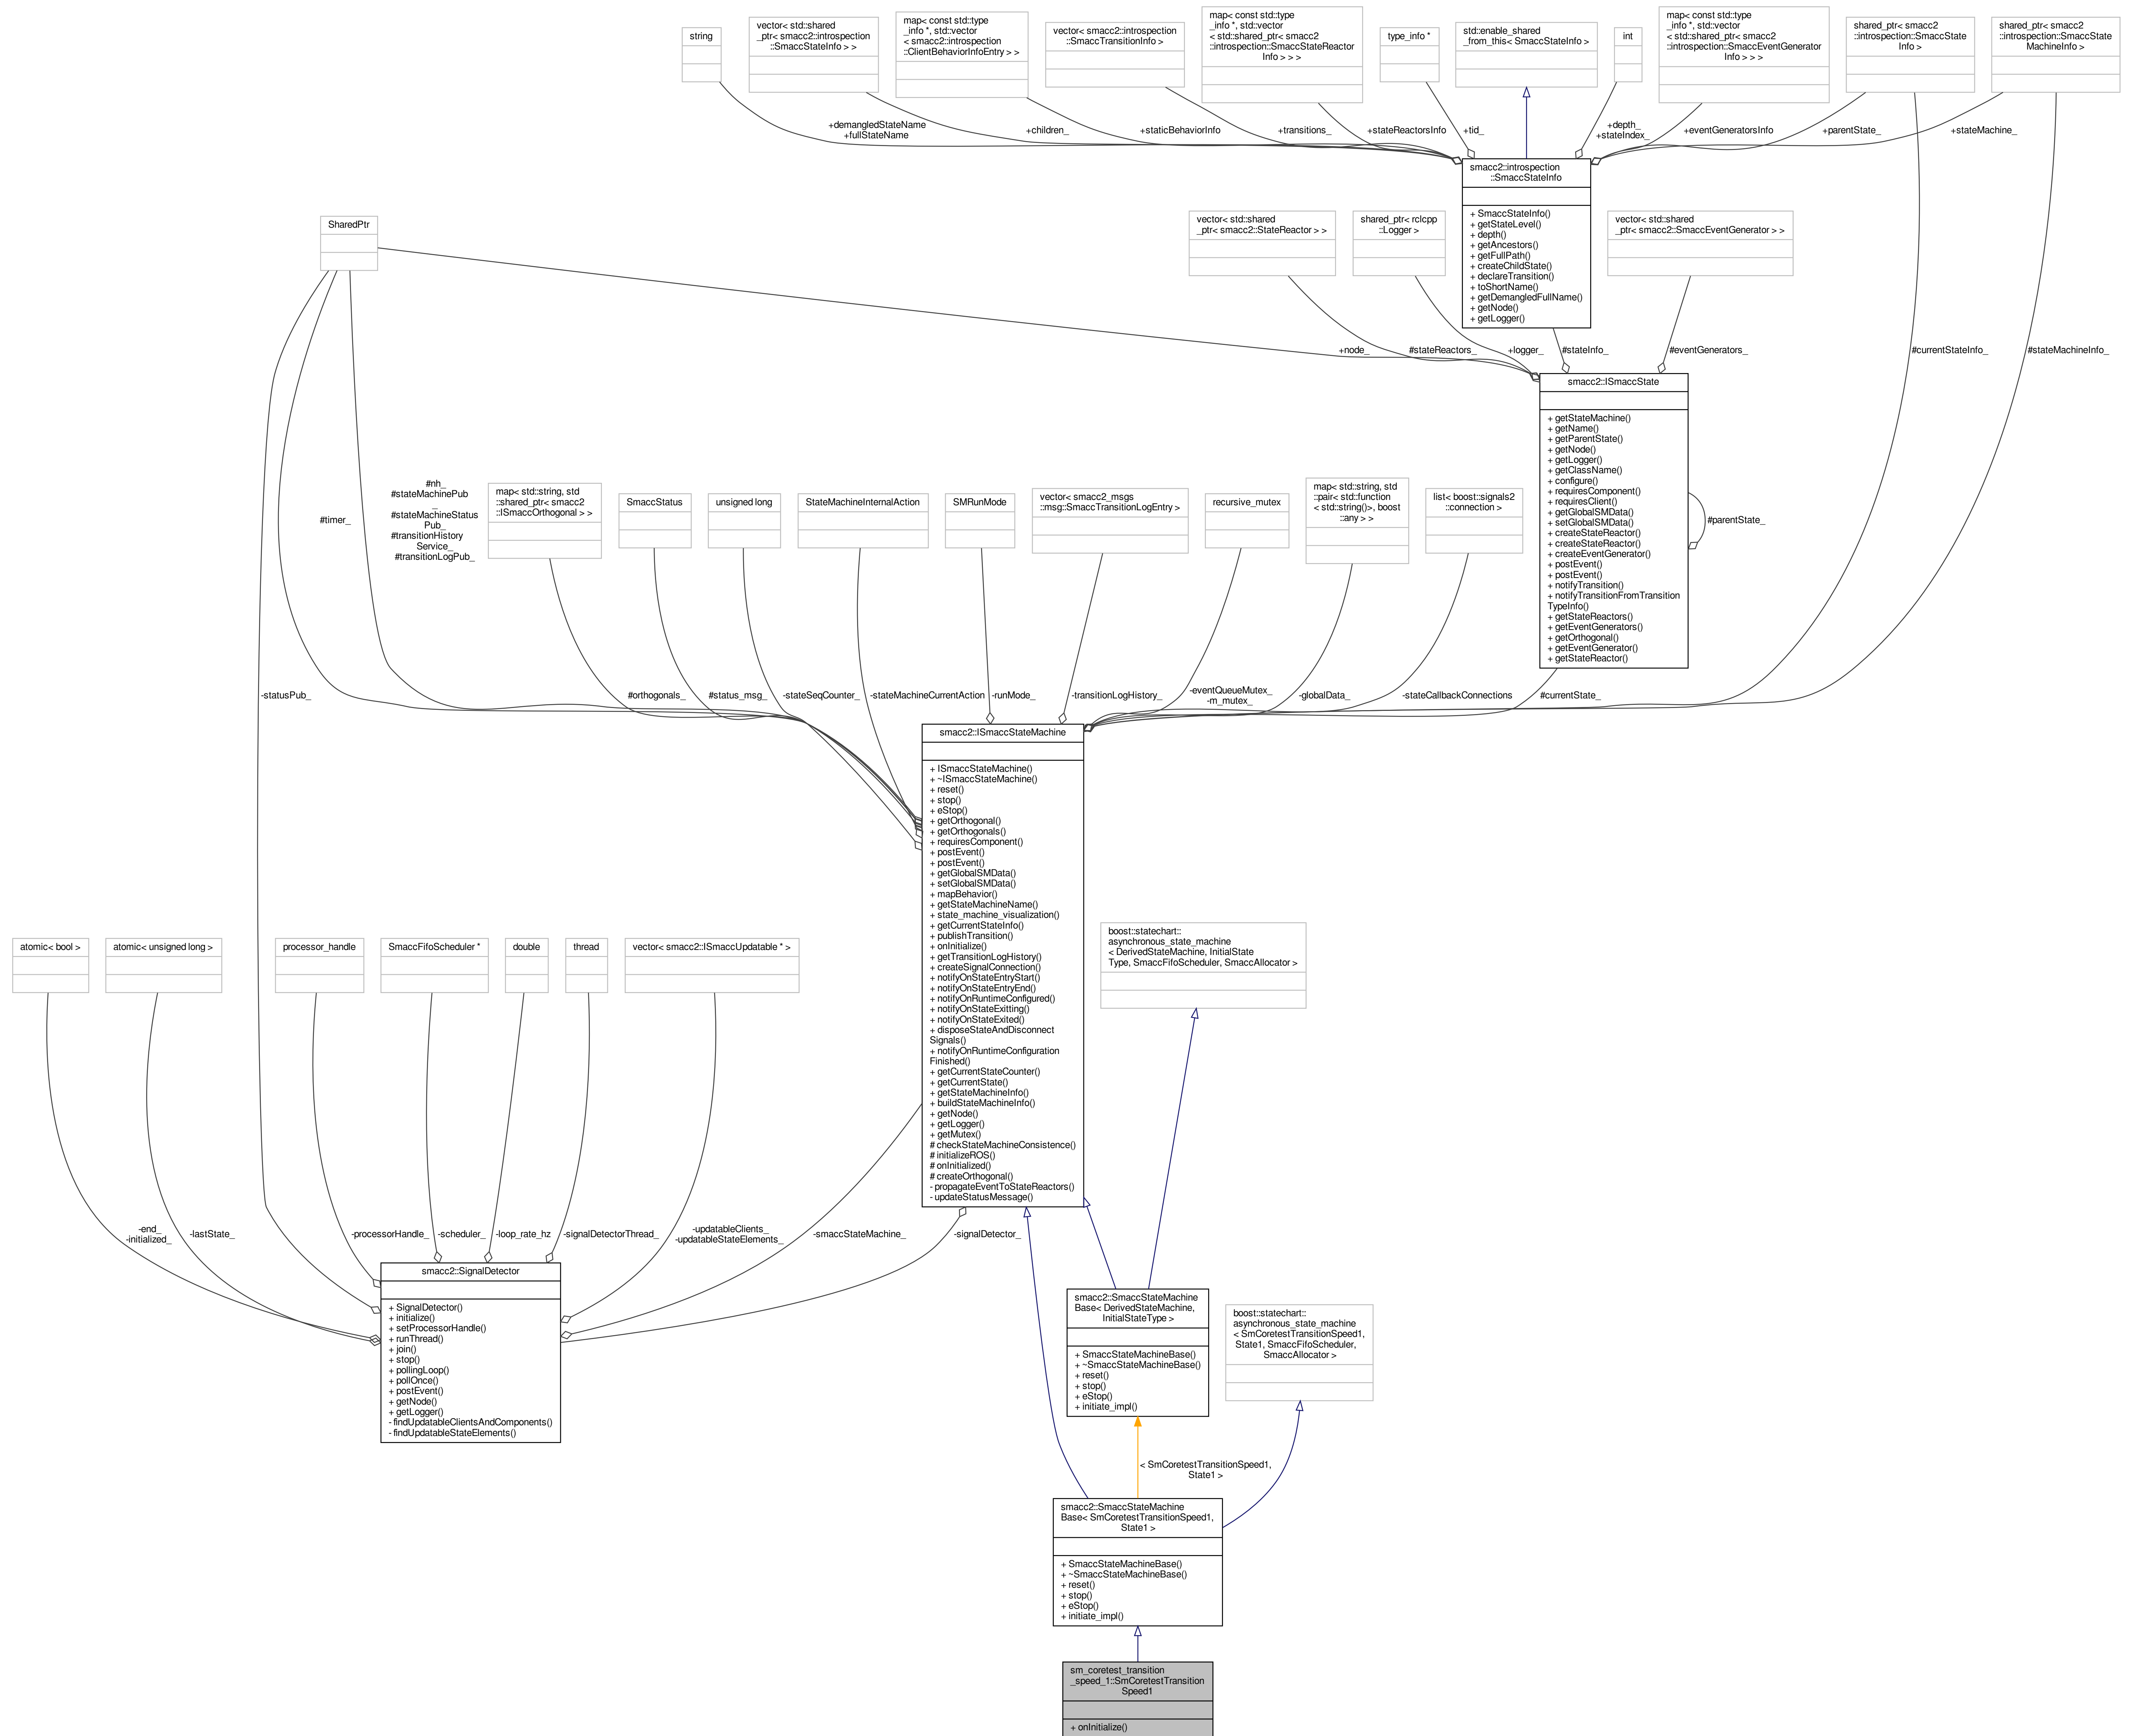 string
vector< std::shared
_ptr< smacc2::introspection
::SmaccStateInfo > >
map< const std::type
_info *, std::vector
< smacc2::introspection
::ClientBehaviorInfoEntry > >
vector< smacc2::introspection
::SmaccTransitionInfo >
map< const std::type
_info *, std::vector
< std::shared_ptr< smacc2
::introspection::SmaccStateReactor
Info > > >
type_info *
std::enable_shared
_from_this< SmaccStateInfo >
int
map< const std::type
_info *, std::vector
< std::shared_ptr< smacc2
::introspection::SmaccEventGenerator
Info > > >
shared_ptr< smacc2
::introspection::SmaccState
Info >
shared_ptr< smacc2
::introspection::SmaccState
MachineInfo >
+demangledStateName
+fullStateName
+children_
+staticBehaviorInfo
+transitions_
+stateReactorsInfo
+tid_
+depth_
+stateIndex_
+eventGeneratorsInfo
+parentState_
+stateMachine_
smacc2::introspection
::SmaccStateInfo
+ SmaccStateInfo()
+ getStateLevel()
+ depth()
+ getAncestors()
+ getFullPath()
+ createChildState()
+ declareTransition()
+ toShortName()
+ getDemangledFullName()
+ getNode()
+ getLogger()
SharedPtr
vector< std::shared
_ptr< smacc2::StateReactor > >
shared_ptr< rclcpp
::Logger >
vector< std::shared
_ptr< smacc2::SmaccEventGenerator > >
+node_
#stateReactors_
+logger_
#stateInfo_
#eventGenerators_
#currentStateInfo_
#stateMachineInfo_
smacc2::ISmaccState
+ getStateMachine()
+ getName()
+ getParentState()
+ getNode()
+ getLogger()
+ getClassName()
+ configure()
+ requiresComponent()
+ requiresClient()
+ getGlobalSMData()
+ setGlobalSMData()
+ createStateReactor()
+ createStateReactor()
+ createEventGenerator()
+ postEvent()
+ postEvent()
+ notifyTransition()
+ notifyTransitionFromTransition
TypeInfo()
+ getStateReactors()
+ getEventGenerators()
+ getOrthogonal()
+ getEventGenerator()
+ getStateReactor()
#parentState_
#timer_
#nh_
#stateMachinePub
_
#stateMachineStatus
Pub_
#transitionHistory
Service_
#transitionLogPub_
map< std::string, std
::shared_ptr< smacc2
::ISmaccOrthogonal > >
SmaccStatus
unsigned long
StateMachineInternalAction
SMRunMode
vector< smacc2_msgs
::msg::SmaccTransitionLogEntry >
recursive_mutex
map< std::string, std
::pair< std::function
< std::string()>, boost
::any > >
list< boost::signals2
::connection >
-statusPub_
#orthogonals_
#status_msg_
-stateSeqCounter_
-stateMachineCurrentAction
-runMode_
-transitionLogHistory_
-eventQueueMutex_
-m_mutex_
-globalData_
-stateCallbackConnections
#currentState_
smacc2::ISmaccStateMachine
+ ISmaccStateMachine()
+ ~ISmaccStateMachine()
+ reset()
+ stop()
+ eStop()
+ getOrthogonal()
+ getOrthogonals()
+ requiresComponent()
+ postEvent()
+ postEvent()
+ getGlobalSMData()
+ setGlobalSMData()
+ mapBehavior()
+ getStateMachineName()
+ state_machine_visualization()
+ getCurrentStateInfo()
+ publishTransition()
+ onInitialize()
+ getTransitionLogHistory()
+ createSignalConnection()
+ notifyOnStateEntryStart()
+ notifyOnStateEntryEnd()
+ notifyOnRuntimeConfigured()
+ notifyOnStateExitting()
+ notifyOnStateExited()
+ disposeStateAndDisconnect
Signals()
+ notifyOnRuntimeConfiguration
Finished()
+ getCurrentStateCounter()
+ getCurrentState()
+ getStateMachineInfo()
+ buildStateMachineInfo()
+ getNode()
+ getLogger()
+ getMutex()
# checkStateMachineConsistence()
# initializeROS()
# onInitialized()
# createOrthogonal()
- propagateEventToStateReactors()
- updateStatusMessage()
atomic< bool >
atomic< unsigned long >
processor_handle
SmaccFifoScheduler *
double
thread
vector< smacc2::ISmaccUpdatable * >
boost::statechart::
asynchronous_state_machine
< DerivedStateMachine, InitialState
Type, SmaccFifoScheduler, SmaccAllocator >
-end_
-initialized_
-lastState_
-processorHandle_
-scheduler_
-loop_rate_hz
-signalDetectorThread_
-updatableClients_
-updatableStateElements_
-smaccStateMachine_
-signalDetector_
smacc2::SignalDetector
+ SignalDetector()
+ initialize()
+ setProcessorHandle()
+ runThread()
+ join()
+ stop()
+ pollingLoop()
+ pollOnce()
+ postEvent()
+ getNode()
+ getLogger()
- findUpdatableClientsAndComponents()
- findUpdatableStateElements()
smacc2::SmaccStateMachine
Base< DerivedStateMachine,
InitialStateType >
+ SmaccStateMachineBase()
+ ~SmaccStateMachineBase()
+ reset()
+ stop()
+ eStop()
+ initiate_impl()
boost::statechart::
asynchronous_state_machine
< SmCoretestTransitionSpeed1,
State1, SmaccFifoScheduler,
SmaccAllocator >
< SmCoretestTransitionSpeed1,
State1 >
smacc2::SmaccStateMachine
Base< SmCoretestTransitionSpeed1,
State1 >
+ SmaccStateMachineBase()
+ ~SmaccStateMachineBase()
+ reset()
+ stop()
+ eStop()
+ initiate_impl()
sm_coretest_transition
_speed_1::SmCoretestTransition
Speed1
+ onInitialize()